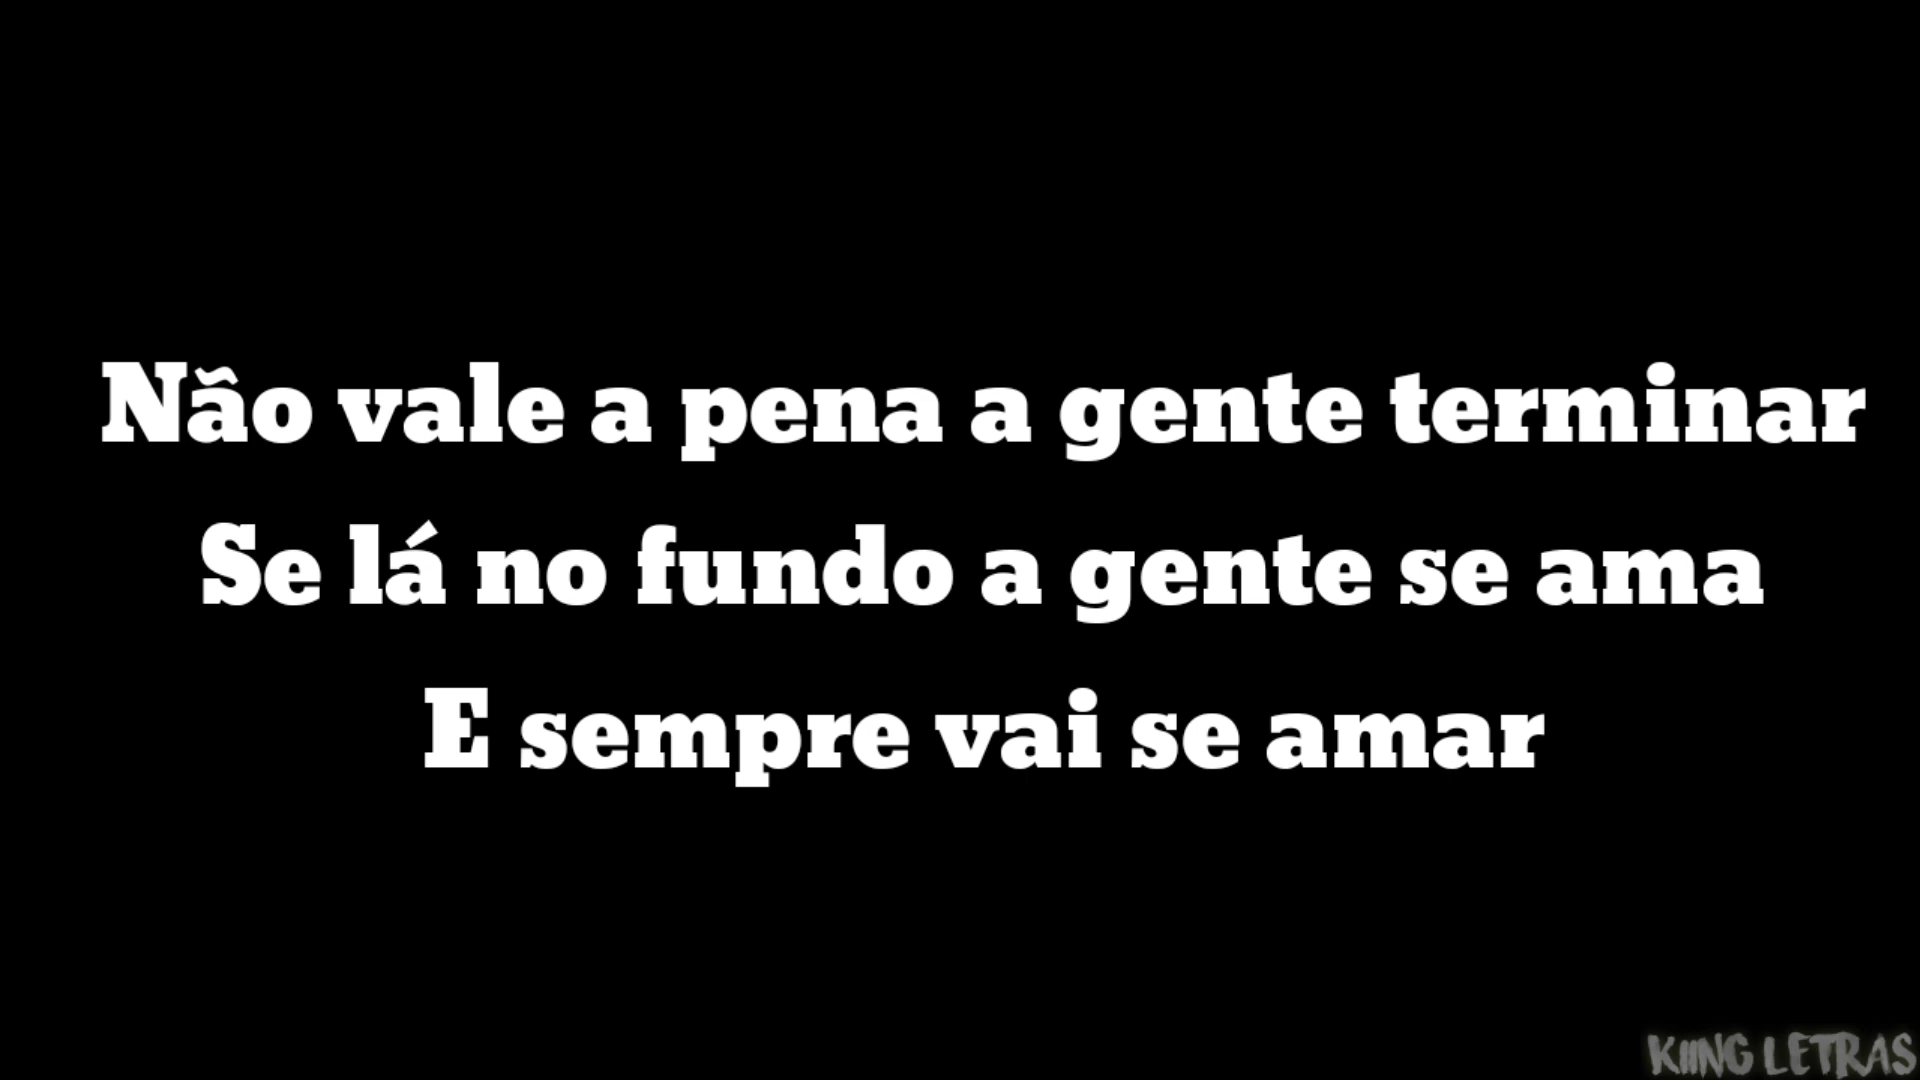 Não vale a pena a gente terminar
Se lá no fundo a gente se ama
E sempre vai se amar
KIING LETRAS